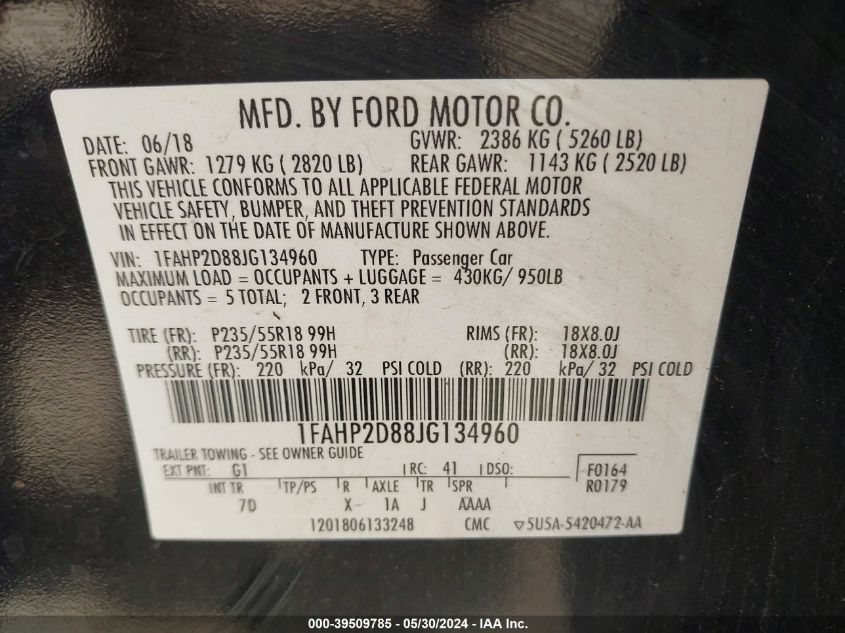 MFD. BY FORD MOTOR CO.
DATE: 06/18 GVWR: 2386 KG ( 5260 LB)
FRONT GAWR: 1279 KG ( 2820 LB) REAR GAWR: 1143 KG ( 2520 LB)
THIS VEHICLE CONFORMS TO ALL APPLICABLE FEDERAL MOTOR
VEHICLE SAFETY, BUMPER, AND THEFT PREVENTION STANDARDS
IN EFFECT ON THE DATE OF MANUFACTURE SHOWN ABOVE.
VIN: 1FAHP2D88JG134960 TYPE: Passenger Car
MAXIMUM LOAD = OCCUPANTS + LUGGAGE = 430KG/ 950LB
OCCUPANTS = 5 TOTAL; 2 FRONT, 3 REAR
TIRE (FR): P235/55R18 99H RIMS (FR): 18X8.0J
(RR): P235/55R18 99H (RR): 18X8.0J
PRESSURE (FR): 220 kPa/ 32 PSI COLD (RR): 220 kPa/ 32 PSI COLD
1FAHP2D88JG134960
TRAILER TOWING - SEE OWNER GUIDE
EXT PNT: G1 RC: 41 DSO: F0164
INT TR TP/PS R AXLE TR SPR R0179
7D X- 1A J AAAA
1201806133248 CMC ▽5U5A-5420472-AA
000-39509785 - 05/30/2024 - IAA Inc.